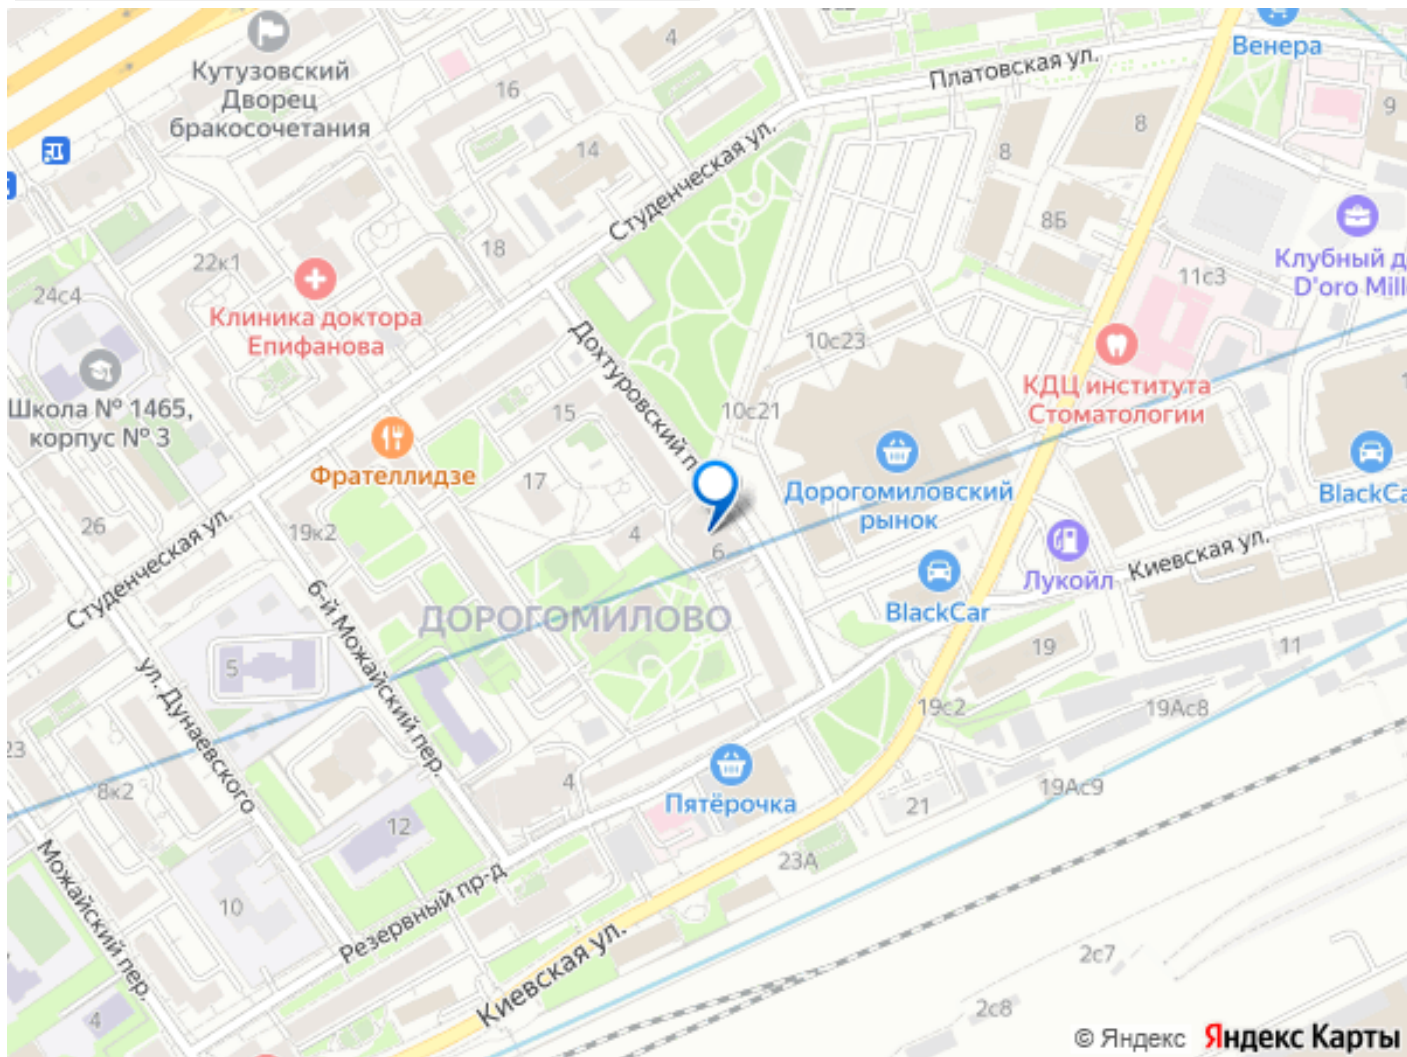 4
Венера
Кутузовский
Дворец
бракосочетания
Платовская ул.
16
9
8
14
8
Студенческая ул.
8Б
18
22к1
Клубный д
D'oro Mill
11с3
24с4
Клиника доктора
Епифанова
Дохтуровский п
10с23
КДЦ института
Стоматологии
Школа № 1465,
корпус № 3
15
10с21
Фрателлидзе
17
Дорогомиловский
рынок
BlackCa
26
19к2
4
6
Студенческая ул.
Лукойл
Киевская ул.
BlackCar
6-й Можайский пер.
ДОРОГОМИЛОВО
19
11
5
ул. Дунаевского
19с2
19Ас8
23
8к2
4
Пятёрочка
19Ас9
21
12
Можайский пер.
23А
Резервный пр-д
10
Киевская ул.
2с7
2с8
4
© Яндекс Яндекс Карты